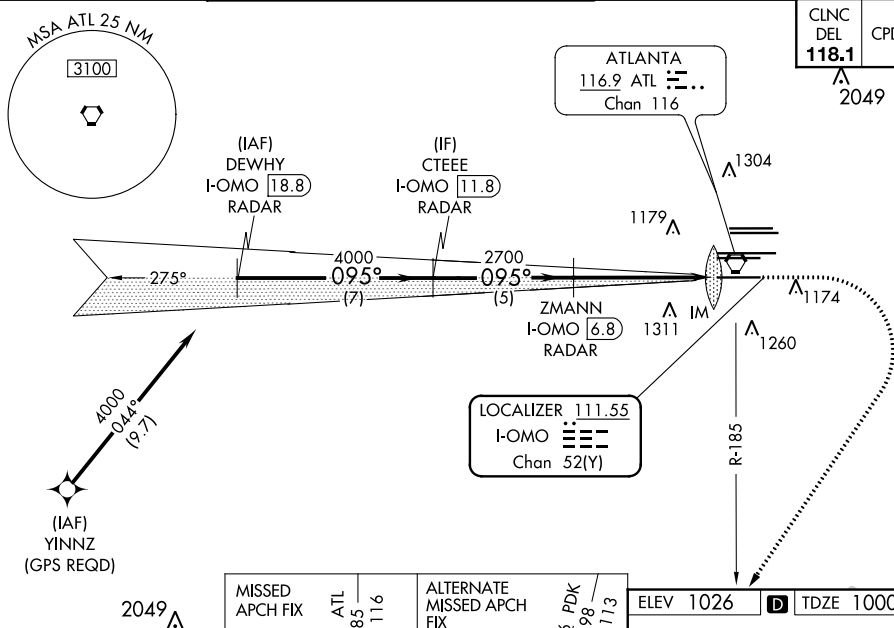 MSA ATL 25 NM
3100
CLNC
DEL
118.1
2049
ATLANTA
116.9 ATL
Chan 116
(IAF)
DEWHY
I-OMO 18.8
RADAR
(IF)
CTEEE
I-OMO 11.8
RADAR
1304
1179
275°
4000
095°
(7)
2700
095°
(5)
ZMANN
I-OMO 6.8
RADAR
1311
IM
1174
1260
4000
044°
(9.7)
LOCALIZER 111.55
I-OMO
Chan 52(Y)
R-185
(IAF)
YINNZ
(GPS REQD)
2049
MISSED
APCH FIX
ATL
116
ALTERNATE
MISSED APCH
FIX
PDK
113
ELEV 1026
D
TDZE 1000